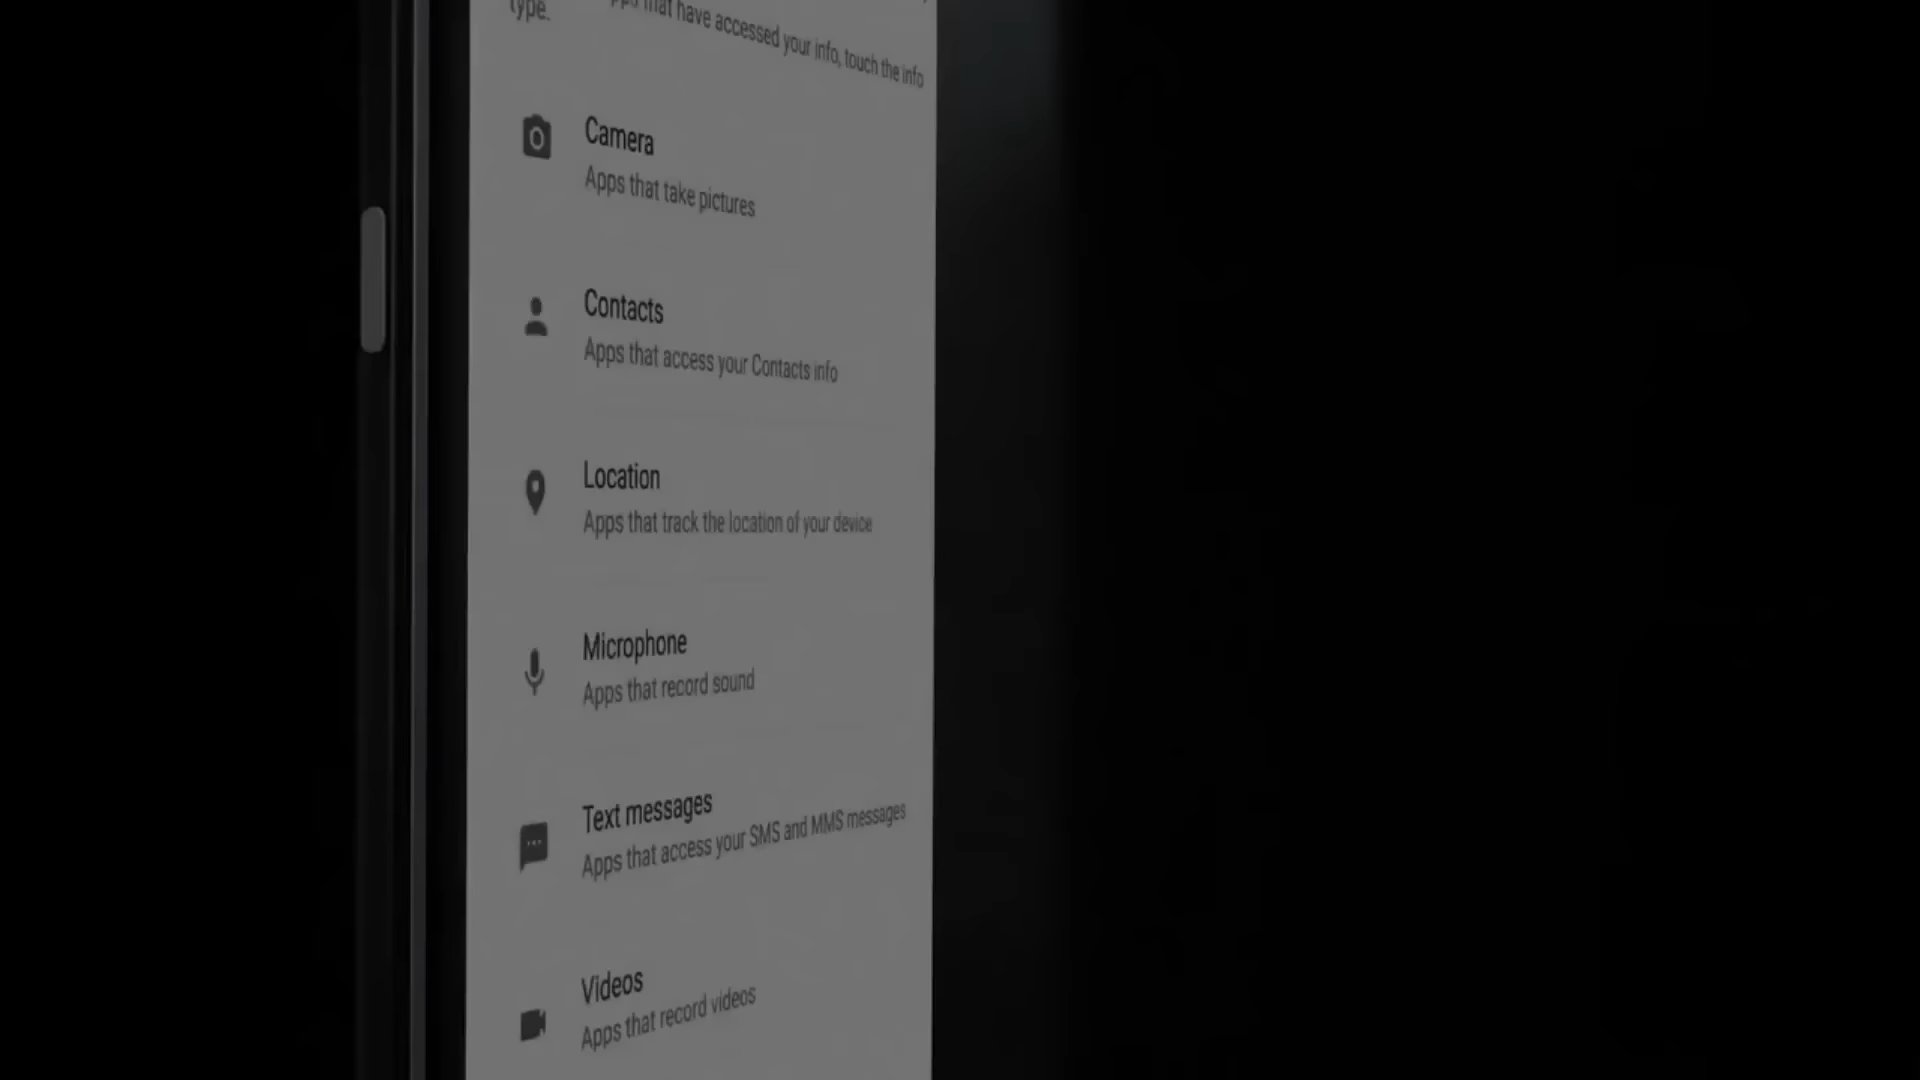 type.
that have accessed your info, touch the info
Camera
Apps that take pictures
Contacts
Apps that access your Contacts info
Location
Apps that track the location of your device
Microphone
Apps that record sound
Text messages
Apps that access your SMS and MMS messages
Videos
Apps that record videos